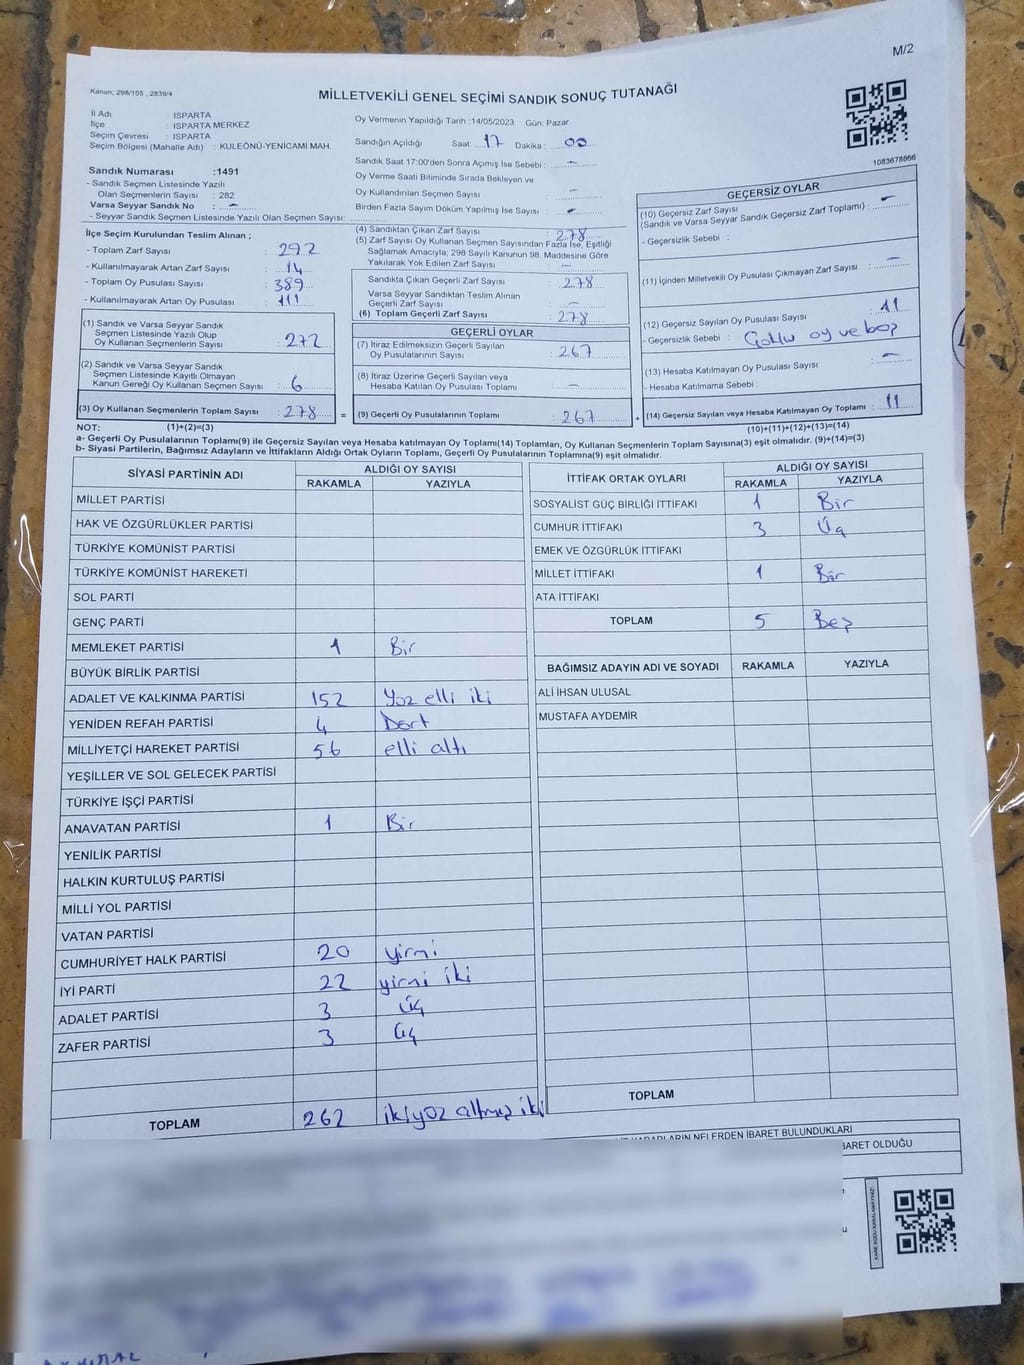 M/2
Kanun; 298/105 , 2839/4
MİLLETVEKİLİ GENEL SEÇİMİ SANDIK SONUÇ TUTANAĞI
İl Adı : ISPARTA
İlçe : ISPARTA MERKEZ
Seçim Çevresi : ISPARTA
Seçim Bölgesi (Mahalle Adı) : KULEÖNÜ-YENİCAMİ MAH.
Sandık Numarası :1491
- Sandık Seçmen Listesinde Yazılı
Olan Seçmenlerin Sayısı : 282
Varsa Seyyar Sandık No : -
- Seyyar Sandık Seçmen Listesinde Yazılı Olan Seçmen Sayısı:
Oy Vermenin Yapıldığı Tarih :14/05/2023 Gün: Pazar
Sandığın Açıldığı Saat: 17 Dakika : 00
Sandık Saat 17:00'den Sonra Açımış İse Sebebi : -
Oy Verme Saati Bitiminde Sırada Bekleyen ve
Oy Kullandırılan Seçmen Sayısı -
Birden Fazla Sayım Döküm Yapılmış İse Sayısı : -
1083678866
İlçe Seçim Kurulundan Teslim Alınan ;
- Toplam Zarf Sayısı : 292
- Kullanılmayarak Artan Zarf Sayısı : 14
- Toplam Oy Pusulası Sayısı : 389
- Kullanılmayarak Artan Oy Pusulası : 111
(1) Sandık ve Varsa Seyyar Sandık
Seçmen Listesinde Yazılı Olup
Oy Kullanan Seçmenlerin Sayısı : 272
(2) Sandık ve Varsa Seyyar Sandık
Seçmen Listesinde Kayıtlı Olmayan
Kanun Gereği Oy Kullanan Seçmen Sayısı : 6
(3) Oy Kullanan Seçmenlerin Toplam Sayısı : 278 =
(4) Sandıktan Çıkan Zarf Sayısı : 278
(5) Zarf Sayısı Oy Kullanan Seçmen Sayısından Fazla İse, Eşitliği
Sağlamak Amacıyla; 298 Sayılı Kanunun 98. Maddesine Göre
Yakılarak Yok Edilen Zarf Sayısı : -
Sandıkta Çıkan Geçerli Zarf Sayısı : 278
Varsa Seyyar Sandıktan Teslim Alınan
Geçerli Zarf Sayısı : -
(6) Toplam Geçerli Zarf Sayısı : 278
GEÇERLİ OYLAR
(7) İtiraz Edilmeksizin Geçerli Sayılan
Oy Pusulalarının Sayısı : 267
(8) İtiraz Üzerine Geçerli Sayılan veya
Hesaba Katılan Oy Pusulası Toplamı : -
(9) Geçerli Oy Pusulalarının Toplamı : 267 +
GEÇERSİZ OYLAR
(10) Geçersiz Zarf Sayısı
(Sandık ve Varsa Seyyar Sandık Geçersiz Zarf Toplamı) : -
- Geçersizlik Sebebi :
(11) İçinden Milletvekili Oy Pusulası Çıkmayan Zarf Sayısı : -
(12) Geçersiz Sayılan Oy Pusulası Sayısı : 11
- Geçersizlik Sebebi : Çoklu oy ve boş
(13) Hesaba Katılmayan Oy Pusulası Sayısı : -
- Hesaba Katılmama Sebebi :
(14) Geçersiz Sayılan veya Hesaba Katılmayan Oy Toplamı : 11
NOT: (1)+(2)=(3) (10)+(11)+(12)+(13)=(14)
a- Geçerli Oy Pusulalarının Toplamı(9) ile Geçersiz Sayılan veya Hesaba katılmayan Oy Toplamı(14) Toplamları, Oy Kullanan Seçmenlerin Toplam Sayısına(3) eşit olmalıdır. (9)+(14)=(3)
b- Siyasi Partilerin, Bağımsız Adayların ve İttifakların Aldığı Ortak Oyların Toplamı, Geçerli Oy Pusulalarının Toplamına(9) eşit olmalıdır.
SİYASİ PARTİNİN ADI ALDIĞI OY SAYISI
RAKAMLA YAZIYLA
MİLLET PARTİSİ
HAK VE ÖZGÜRLÜKLER PARTİSİ
TÜRKİYE KOMÜNİST PARTİSİ
TÜRKİYE KOMÜNİST HAREKETİ
SOL PARTİ
GENÇ PARTİ
MEMLEKET PARTİSİ 1 Bir
BÜYÜK BİRLİK PARTİSİ
ADALET VE KALKINMA PARTİSİ 152 Yüz elli iki
YENİDEN REFAH PARTİSİ 4 Dört
MİLLİYETÇİ HAREKET PARTİSİ 56 elli altı
YEŞİLLER VE SOL GELECEK PARTİSİ
TÜRKİYE İŞÇİ PARTİSİ
ANAVATAN PARTİSİ 1 Bir
YENİLİK PARTİSİ
HALKIN KURTULUŞ PARTİSİ
MİLLİ YOL PARTİSİ
VATAN PARTİSİ
CUMHURİYET HALK PARTİSİ 20 yirmi
İYİ PARTİ 22 yirmi iki
ADALET PARTİSİ 3 üç
ZAFER PARTİSİ 3 üç
TOPLAM 262 ikiyüz altmış iki
İTTİFAK ORTAK OYLARI ALDIĞI OY SAYISI
RAKAMLA YAZIYLA
SOSYALİST GÜÇ BİRLİĞİ İTTİFAKI 1 Bir
CUMHUR İTTİFAKI 3 Üç
EMEK VE ÖZGÜRLÜK İTTİFAKI
MİLLET İTTİFAKI 1 Bir
ATA İTTİFAKI
TOPLAM 5 Beş
BAĞIMSIZ ADAYIN ADI VE SOYADI RAKAMLA YAZIYLA
ALİ İHSAN ULUSAL
MUSTAFA AYDEMİR
TOPLAM
KARARLARIN NELERDEN İBARET BULUNDUKLARI
BARET OLDUĞU
KARE KODU KARALAMAYINIZ!